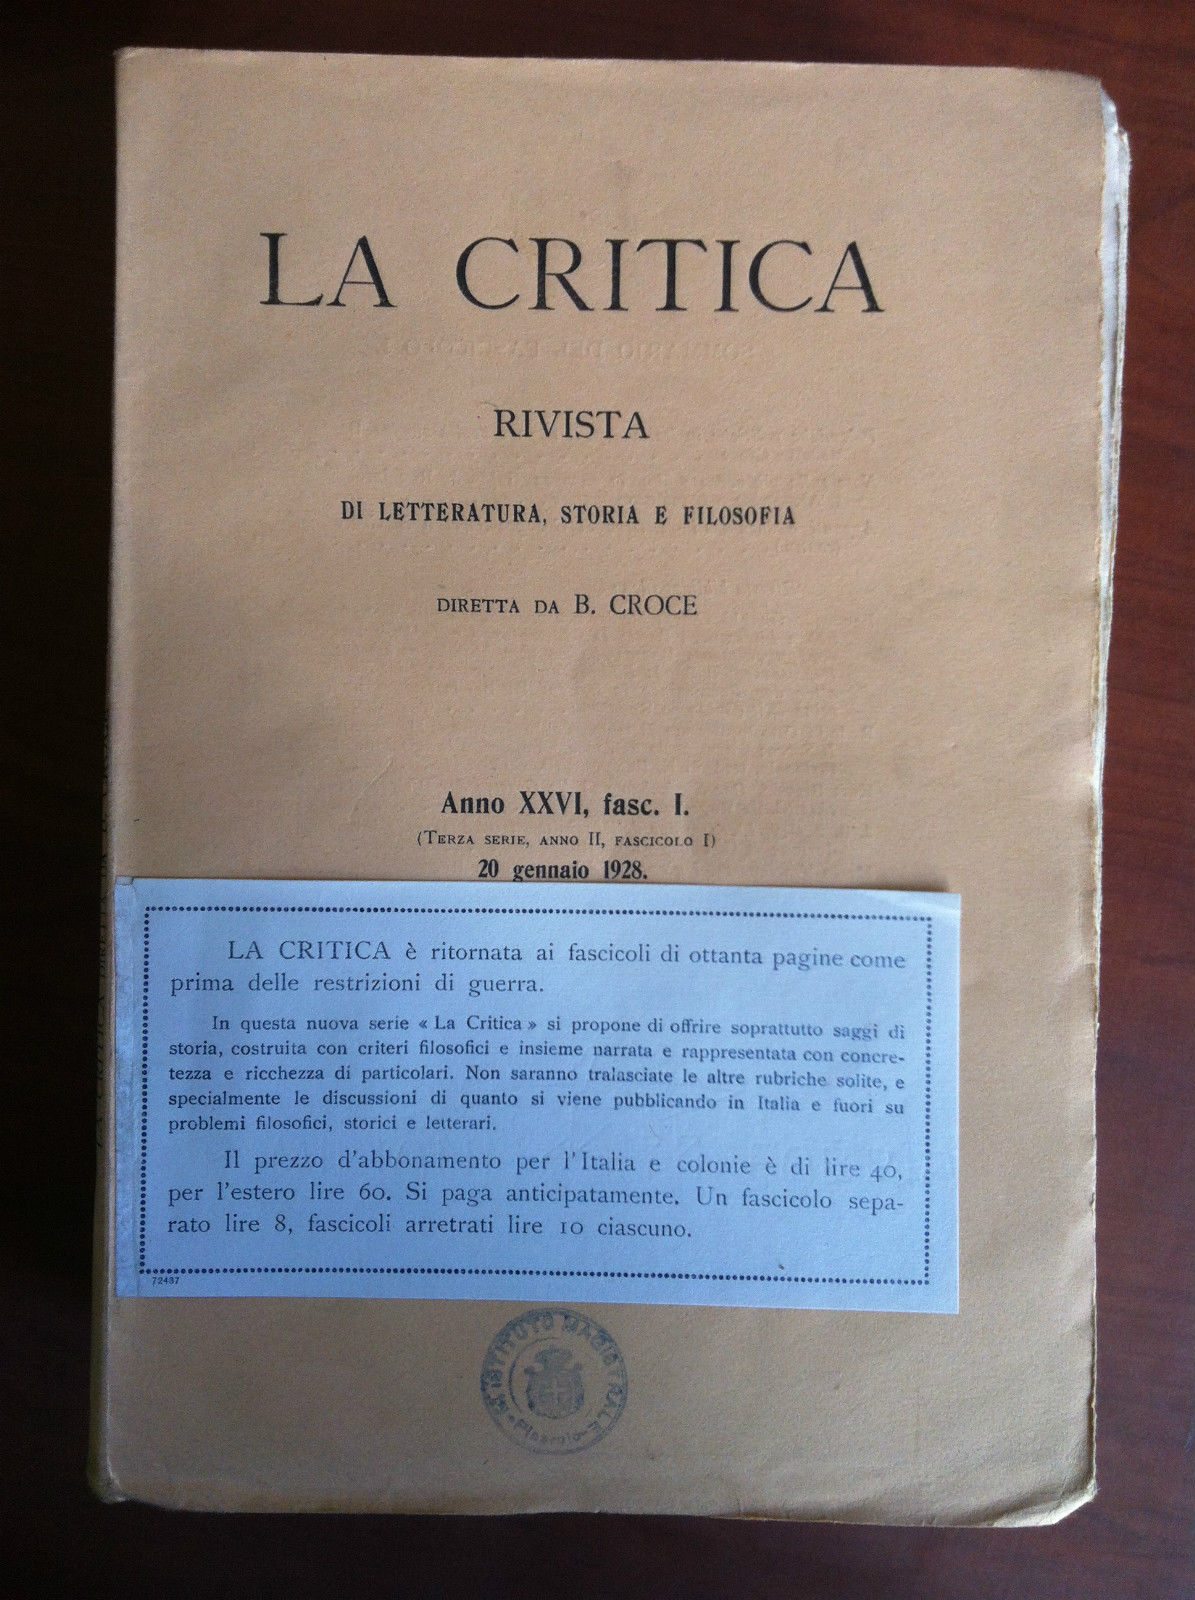 LA CRITICA
RIVISTA
DI LETTERATURA, STORIA E FILOSOFIA
DIRETTA DA B. CROCE
Anno XXVI, fasc. I.
(TERZA SERIE, ANNO II, FASCICOLO I)
20 gennaio 1928.
LA CRITICA è ritornata ai fascicoli di ottanta pagine come
prima delle restrizioni di guerra.
In questa nuova serie « La Critica » si propone di offrire soprattutto saggi di
storia, costruita con criteri filosofici e insieme narrata e rappresentata con concre-
tezza e ricchezza di particolari. Non saranno tralasciate le altre rubriche solite, e
specialmente le discussioni di quanto si viene pubblicando in Italia e fuori su
problemi filosofici, storici e letterari.
Il prezzo d'abbonamento per l'Italia e colonie è di lire 40,
per l'estero lire 60. Si paga anticipatamente. Un fascicolo sepa-
rato lire 8, fascicoli arretrati lire 10 ciascuno.
72437
ISTITUTO MAGISTRALE